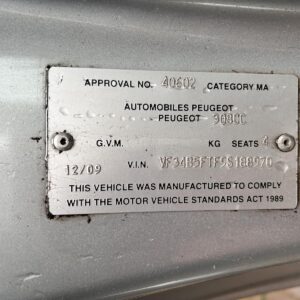 APPROVAL NO. 40602 CATEGORY MA
AUTOMOBILES PEUGEOT
PEUGEOT 308CC
G.V.M. KG SEATS 4
12/09 V.I.N.
THIS VEHICLE WAS MANUFACTURED TO COMPLY
WITH THE MOTOR VEHICLE STANDARDS ACT 1989